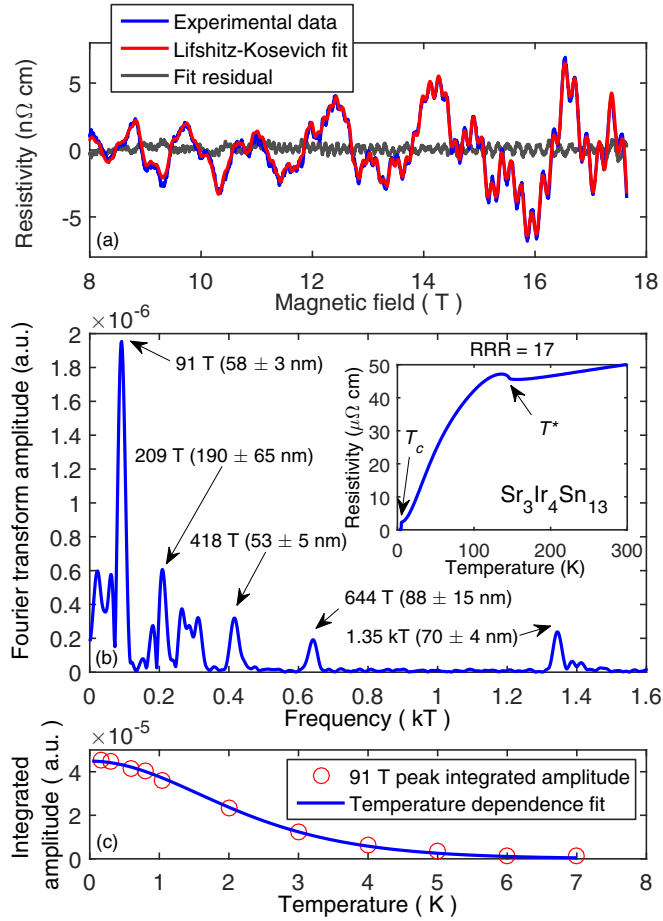 Experimental data
Lifshitz-Kosevich fit
Fit residual
Resistivity (nΩ cm)
5
0
-5
(a)
8 10 12 14 16 18
Magnetic field ( T )
× 10⁻⁶
Fourier transform amplitude (a.u.)
2
1.8
1.6
1.4
1.2
1
0.8
0.6
0.4
0.2
0
91 T (58 ± 3 nm)
209 T (190 ± 65 nm)
418 T (53 ± 5 nm)
644 T (88 ± 15 nm)
1.35 kT (70 ± 4 nm)
(b)
RRR = 17
Resistivity (μΩ cm)
50
40
30
20
10
0
T_c
T*
Sr₃Ir₄Sn₁₃
0 100 200 300
Temperature (K)
0 0.2 0.4 0.6 0.8 1 1.2 1.4 1.6
Frequency ( kT )
× 10⁻⁵
Integrated
amplitude ( a.u. )
4
2
0
91 T peak integrated amplitude
Temperature dependence fit
(c)
0 1 2 3 4 5 6 7 8
Temperature ( K )